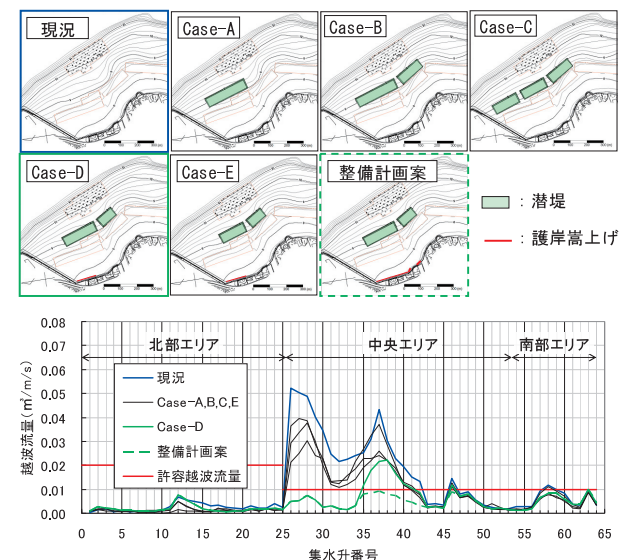 現況
Case-A
Case-B
Case-C
Case-D
Case-E
整備計画案
：潜堤
：護岸嵩上げ
0.08
0.07
0.06
0.05
0.04
0.03
0.02
0.01
0.00
越波流量(㎥/m/s)
北部エリア
中央エリア
南部エリア
現況
Case-A,B,C,E
Case-D
整備計画案
許容越波流量
0 5 10 15 20 25 30 35 40 45 50 55 60 65
集水升番号